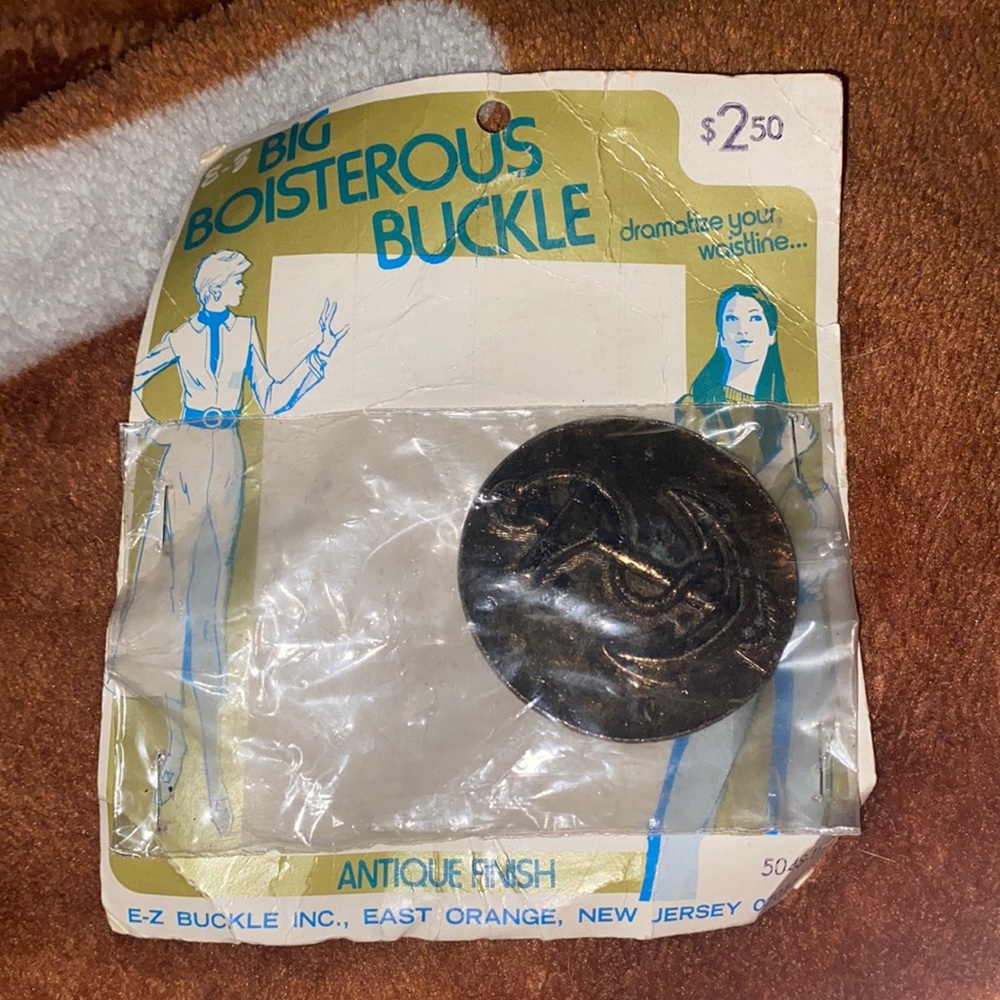 E-Z BIG
BOISTEROUS
BUCKLE
$2.50
dramatize your
waistline...
ANTIQUE FINISH
E-Z BUCKLE INC., EAST ORANGE, NEW JERSEY